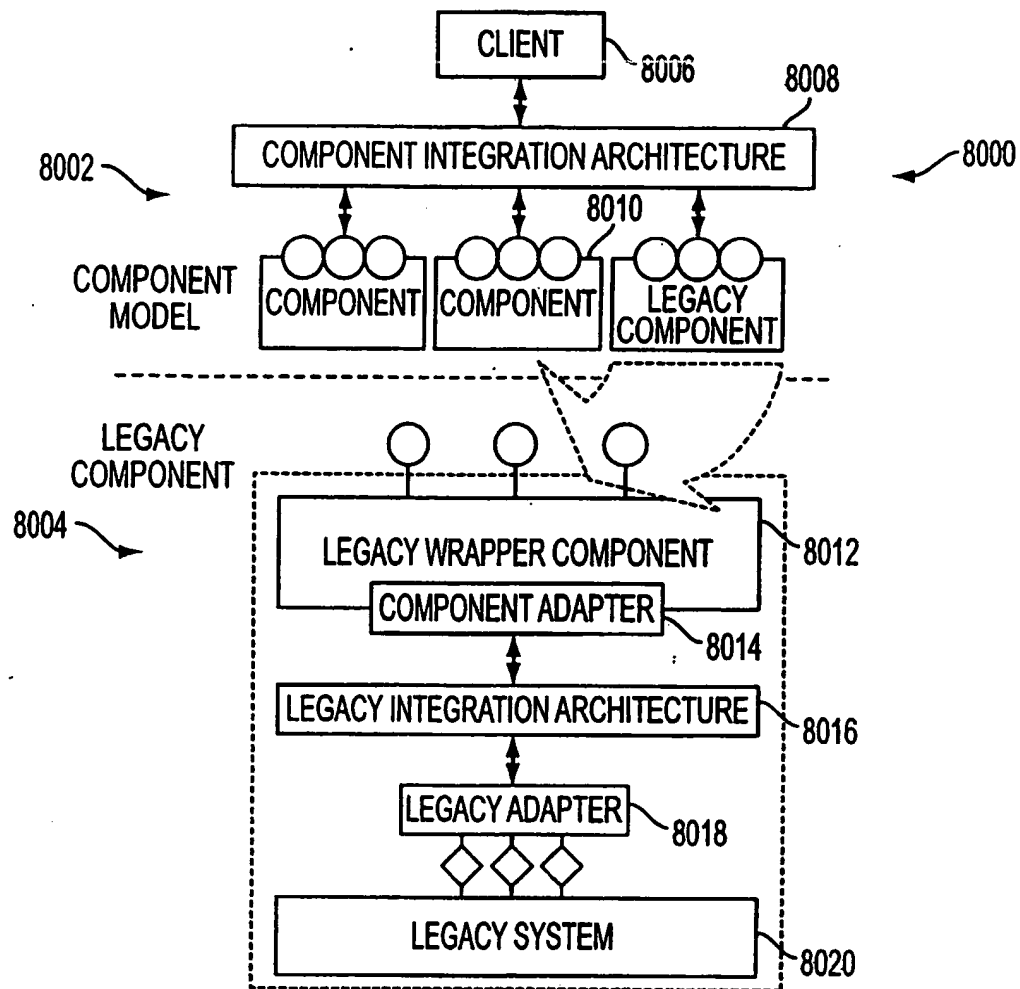 CLIENT
8006
8008
COMPONENT INTEGRATION ARCHITECTURE
8002
8000
8010
COMPONENT
MODEL
COMPONENT
COMPONENT
LEGACY
COMPONENT
LEGACY
COMPONENT
8004
LEGACY WRAPPER COMPONENT
8012
COMPONENT ADAPTER
8014
LEGACY INTEGRATION ARCHITECTURE
8016
LEGACY ADAPTER
8018
LEGACY SYSTEM
8020